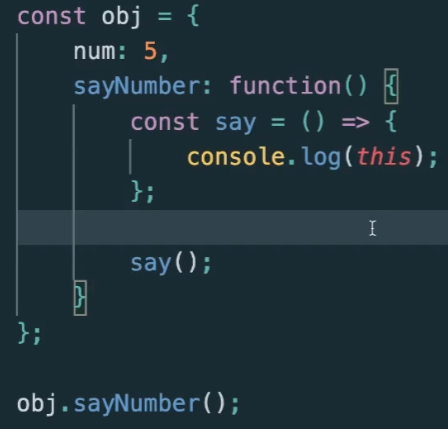 const obj = {
    num: 5,
    sayNumber: function() {
        const say = () => {
            console.log(this);
        };

        say();
    }
};

obj.sayNumber();